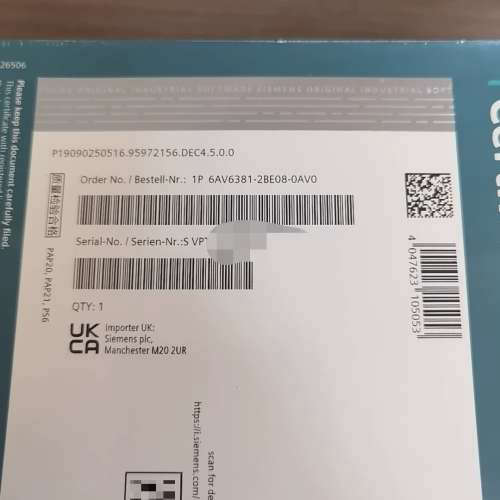 ORIGINAL INDUSTRIAL SOFTWARE SIEMENS ORIGINAL INDUSTRIAL SOF
P19090250516.95972156.DEC4.5.0.0
Order No. / Bestell-Nr.: 1P 6AV6381-2BE08-0AV0
Serial-No. / Serien-Nr.:S VP
QTY: 1
UK
CA
Importer UK:
Siemens plc,
Manchester M20 2UR
质量检验合格
PAP20, PAP21, PS6
4 047623 105053
26506
Please keep this
document carefully filed.
This certificate
scan for de
https://i.siemens.com/